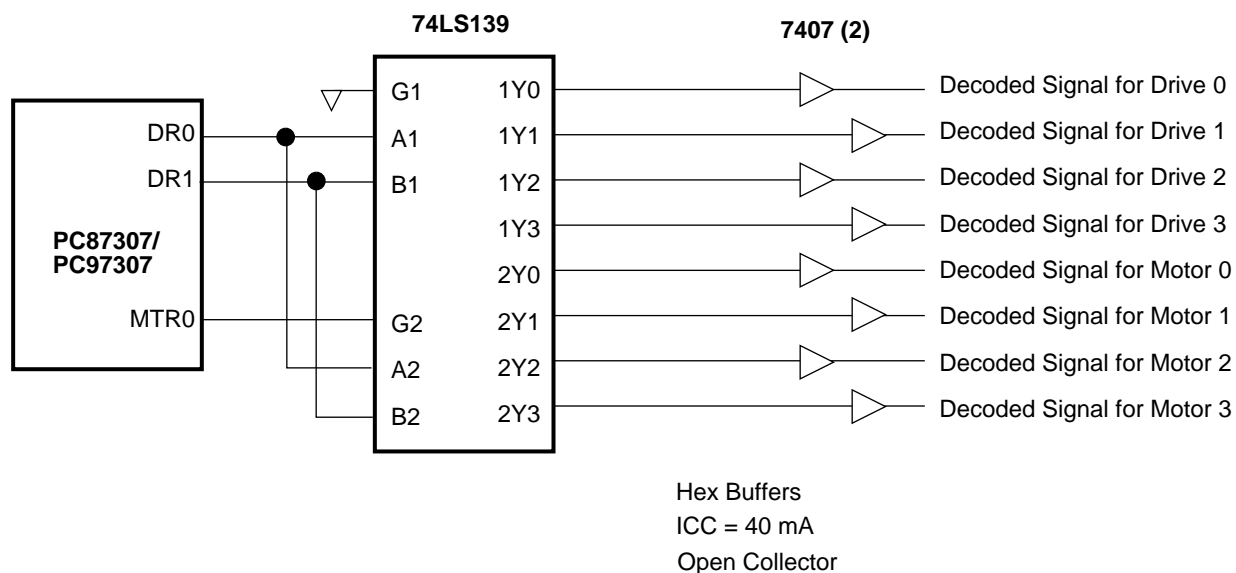 74LS139
7407 (2)
G1
1Y0
Decoded Signal for Drive 0
DR0
A1
1Y1
Decoded Signal for Drive 1
DR1
B1
1Y2
Decoded Signal for Drive 2
PC87307/
PC97307
1Y3
Decoded Signal for Drive 3
2Y0
Decoded Signal for Motor 0
MTR0
G2
2Y1
Decoded Signal for Motor 1
A2
2Y2
Decoded Signal for Motor 2
B2
2Y3
Decoded Signal for Motor 3
Hex Buffers
ICC = 40 mA
Open Collector